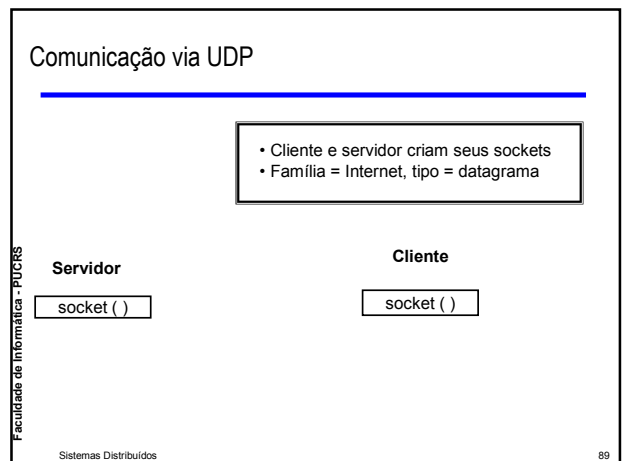 Comunicação via UDP
• Cliente e servidor criam seus sockets
• Família = Internet, tipo = datagrama
Servidor
Cliente
socket ( )
socket ( )
Faculdade de Informática - PUCRS
Sistemas Distribuídos
89